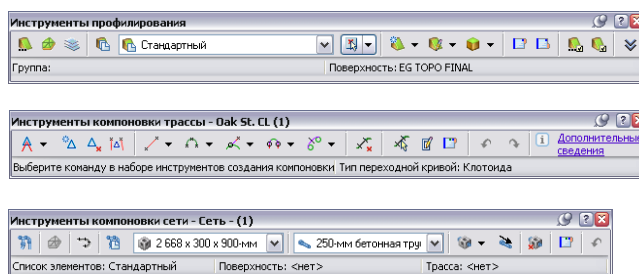 Инструменты профилирования
Стандартный
Группа: Поверхность: EG TOPO FINAL
Инструменты компоновки трассы - Oak St. CL (1)
Дополнительные сведения
Выберите команду в наборе инструментов создания компоновки Тип переходной кривой: Клотоида
Инструменты компоновки сети - Сеть - (1)
2 668 x 300 x 900-мм 250-мм бетонная тру
Список элементов: Стандартный Поверхность: <нет> Трасса: <нет>